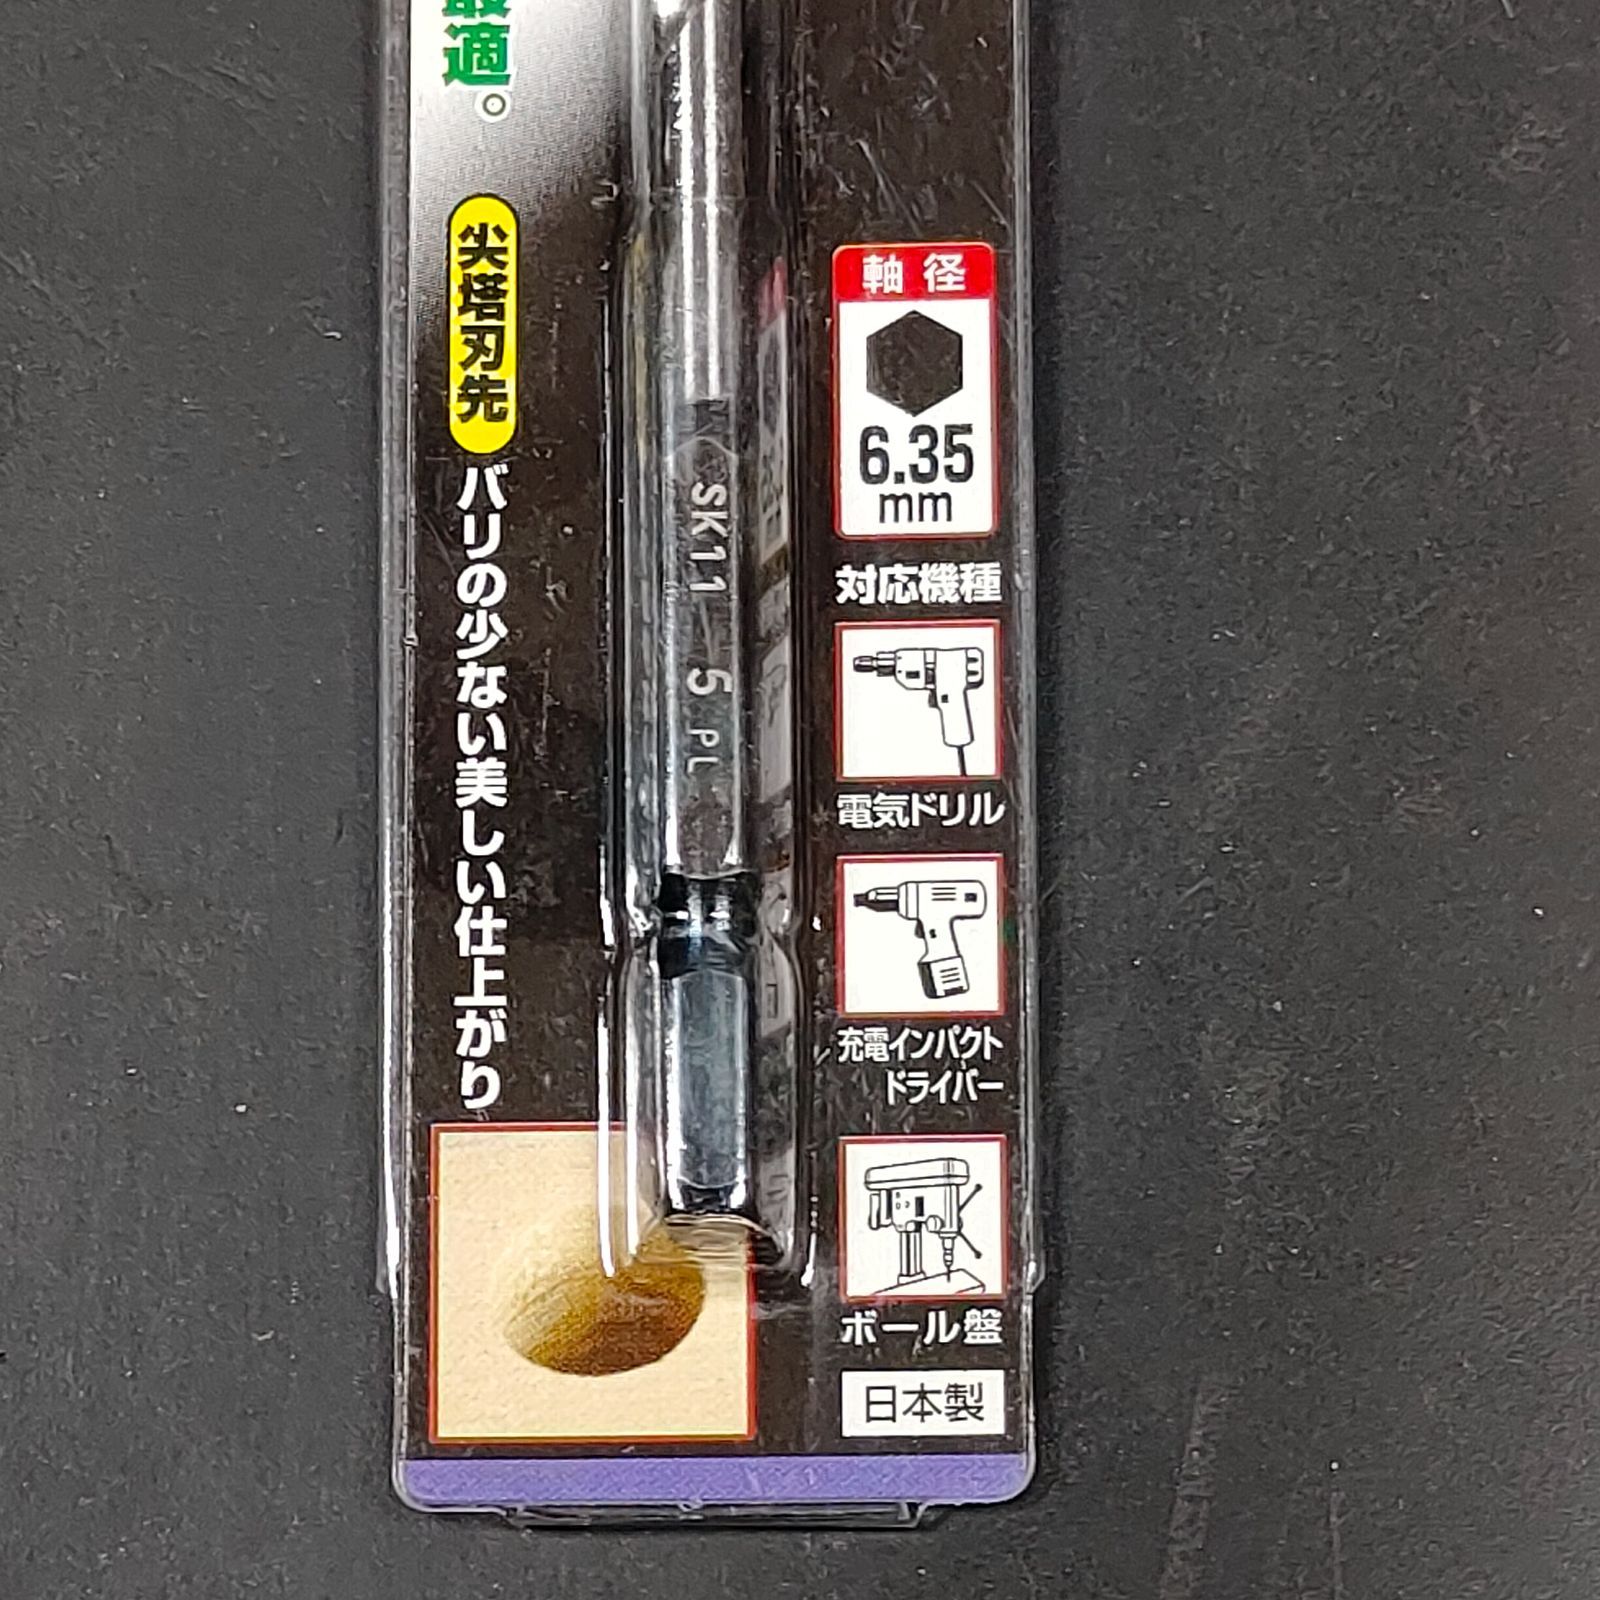 最適。
尖塔刃先
バリの少ない美しい仕上がり
SK11 5 PL
軸径
6.35
mm
対応機種
電気ドリル
充電インパクト
ドライバー
ボール盤
日本製